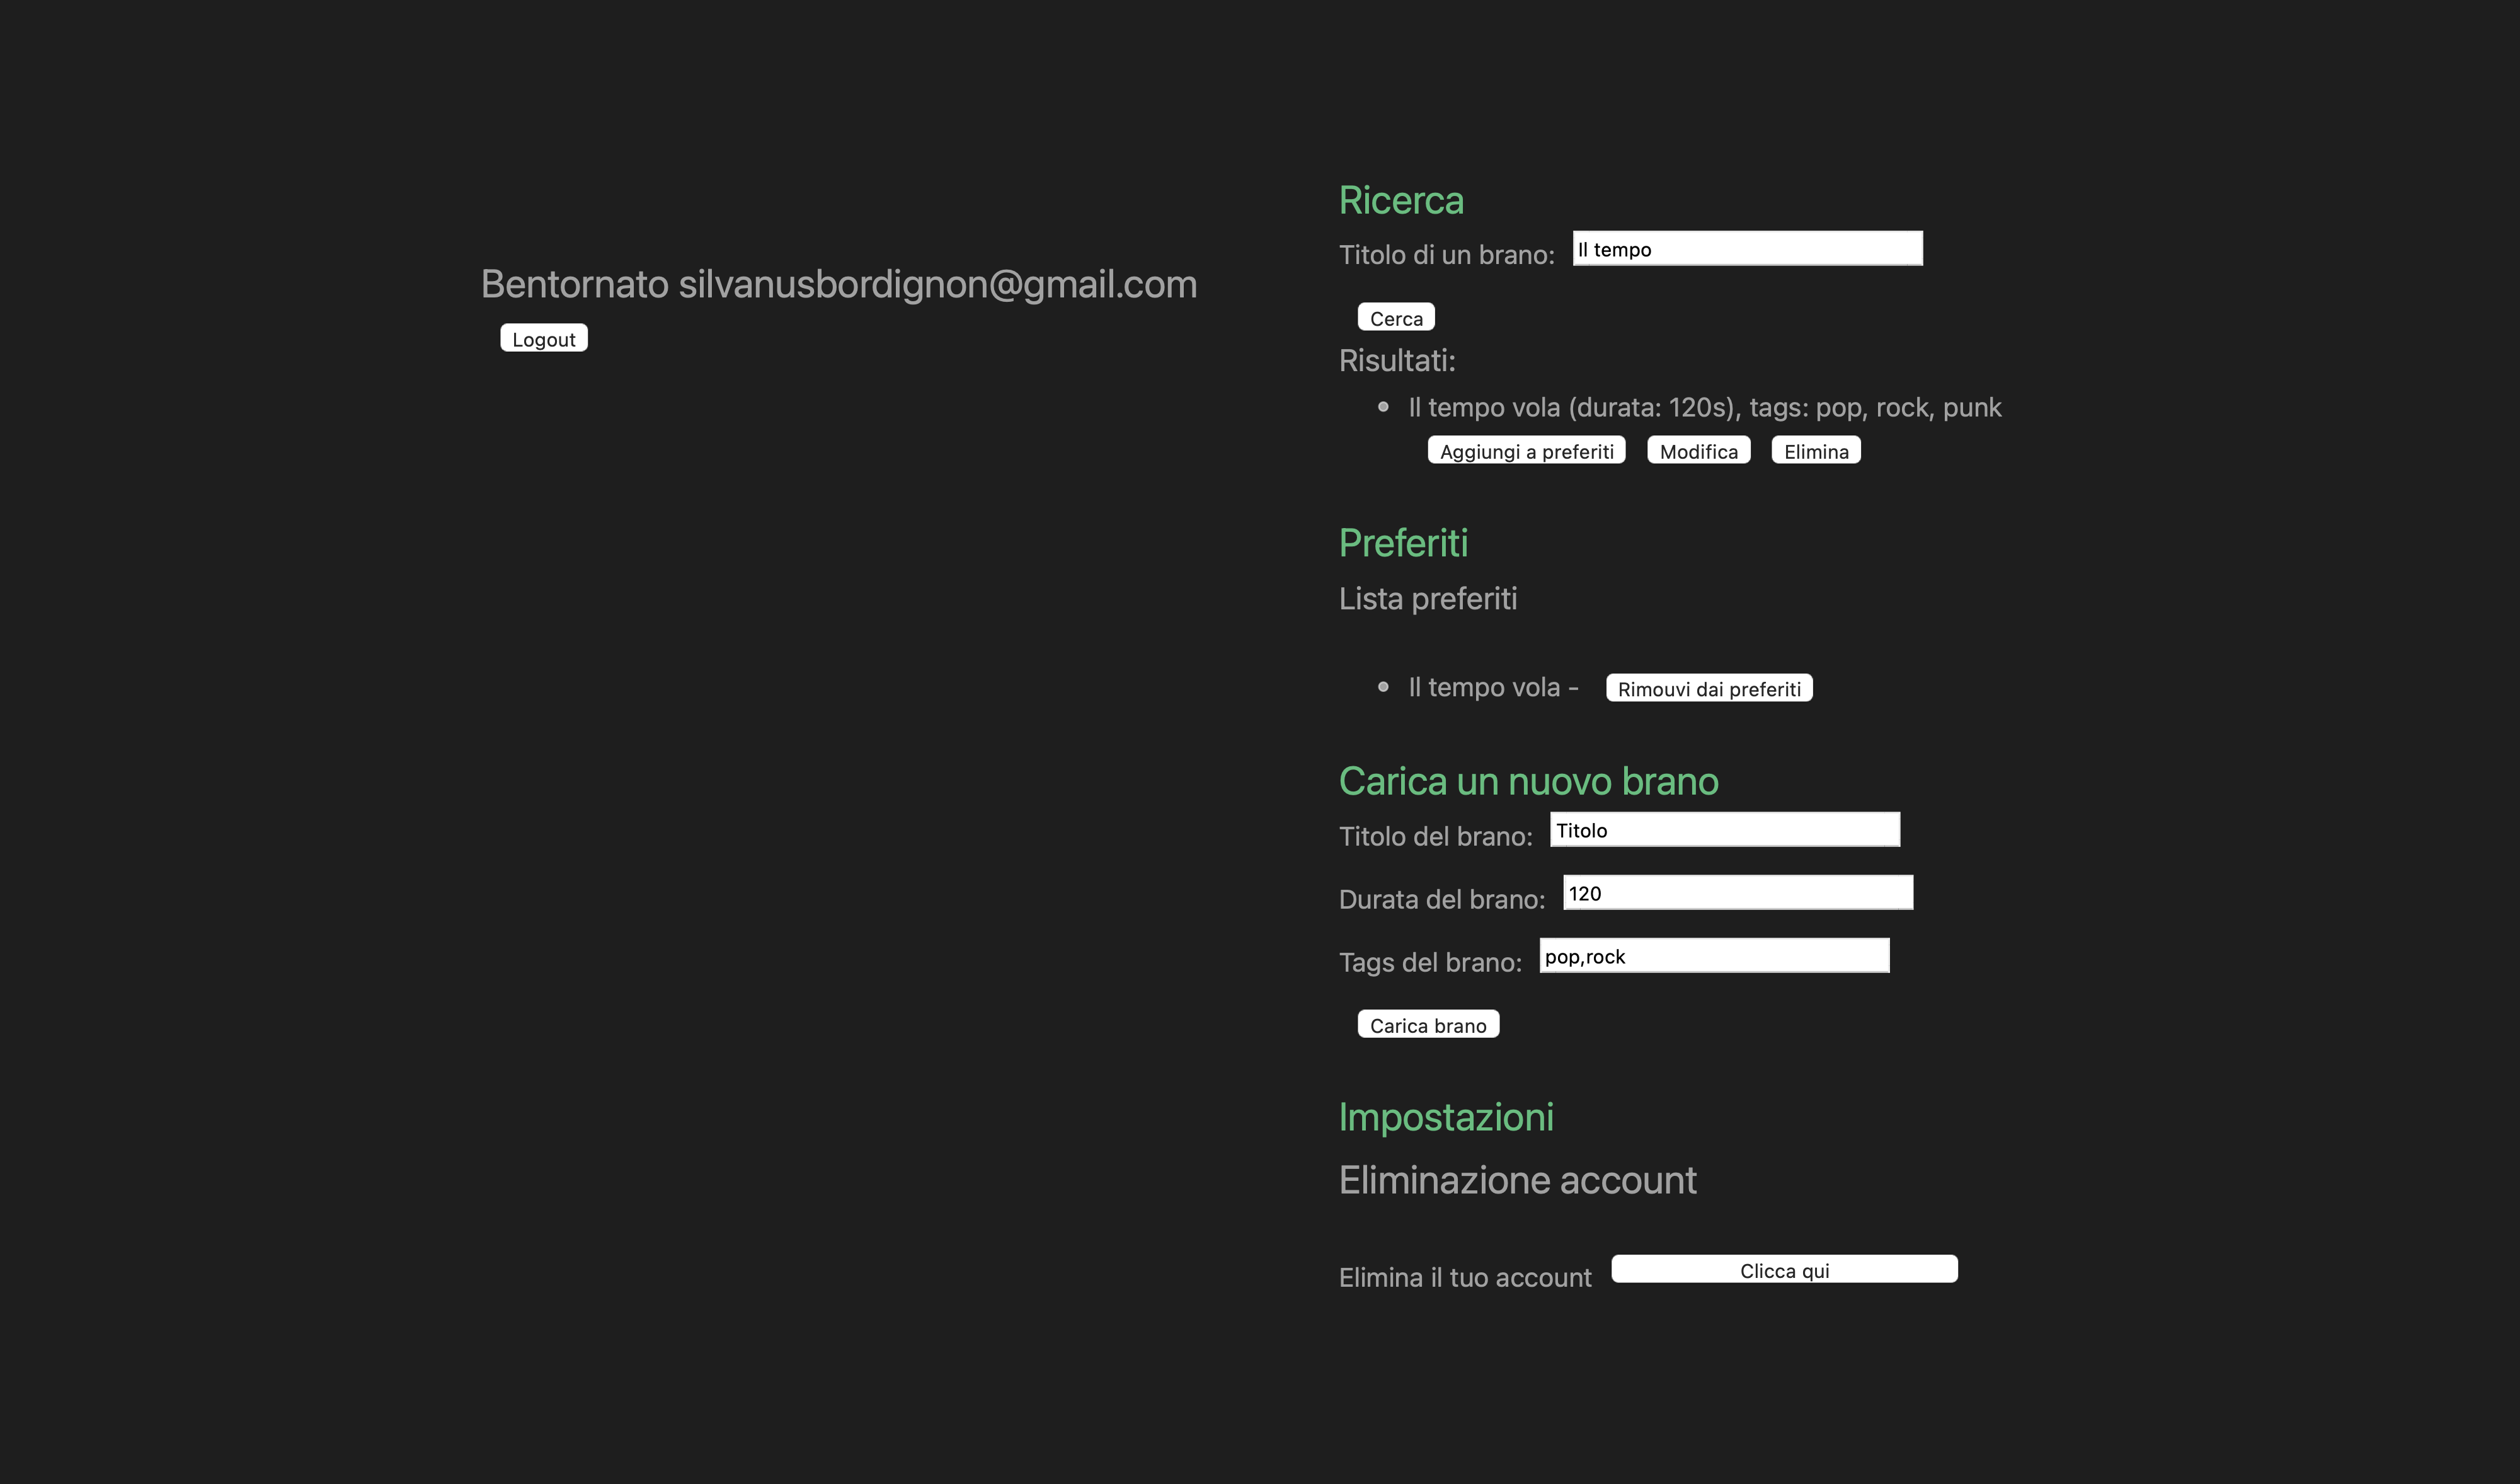 Bentornato silvanusbordignon@gmail.com
Logout
Ricerca
Titolo di un brano: Il tempo
Cerca
Risultati:
Il tempo vola (durata: 120s), tags: pop, rock, punk
Aggiungi a preferiti Modifica Elimina
Preferiti
Lista preferiti
Il tempo vola - Rimouvi dai preferiti
Carica un nuovo brano
Titolo del brano: Titolo
Durata del brano: 120
Tags del brano: pop,rock
Carica brano
Impostazioni
Eliminazione account
Elimina il tuo account Clicca qui